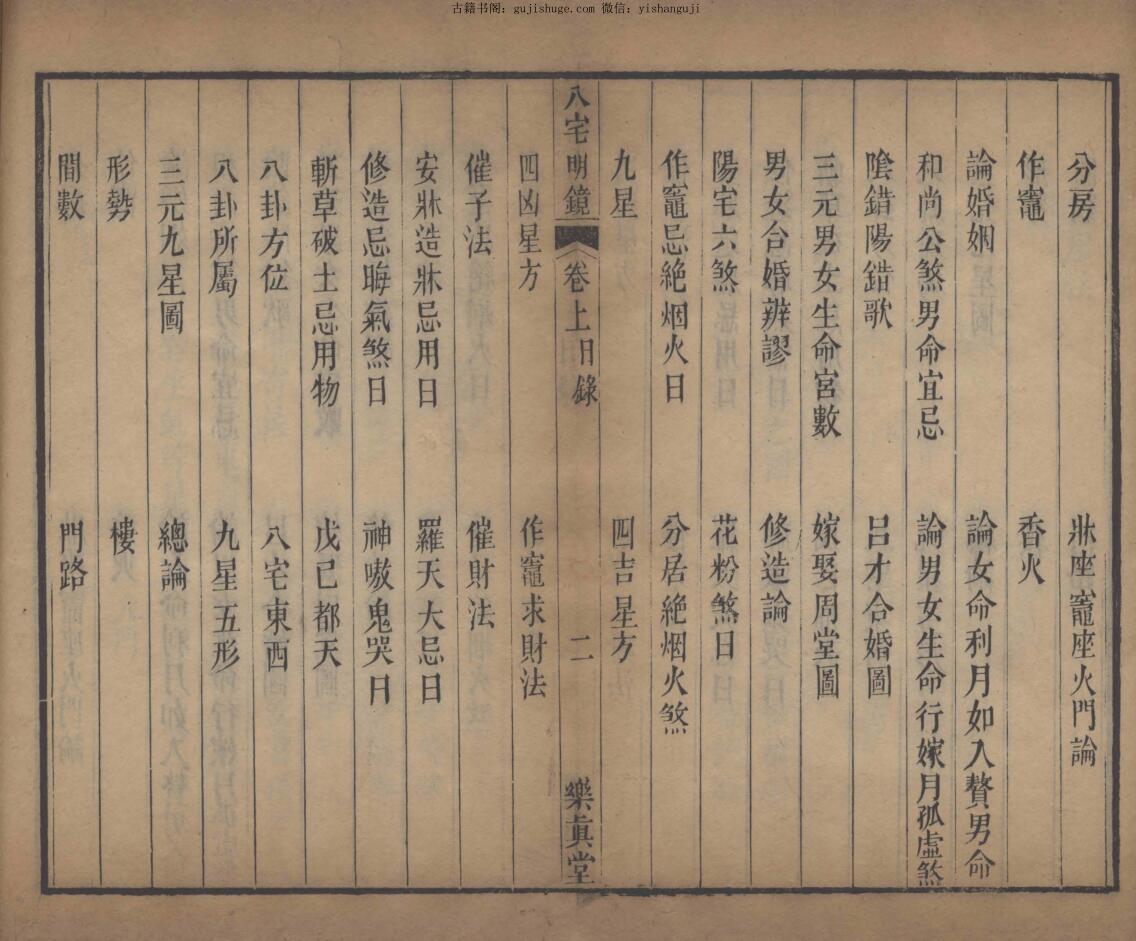 古籍书阁：gujishuge.com 微信：yishanguji
分房　牀座竈座火門論
作竈　香火
論婚姻　論女命利月如入贅男命
和尚公煞男命宜忌　論男女生命行嫁月孤虛煞
陰錯陽錯歌　呂才合婚圖
三元男女生命宮數　嫁娶周堂圖
男女合婚辨謬　修造論
陽宅六煞　花粉煞日
作竈忌絶烟火日　分居絶烟火煞
九星　四吉星方
八宅明鏡　卷上目錄　二　樂眞堂
四凶星方　作竈求財法
催子法　催財法
安牀造牀忌用日　羅天大忌日
修造忌晦氣煞日　神嗷鬼哭日
斬草破土忌用物　戊己都天
八卦方位　八宅東西
八卦所屬　九星五形
三元九星圖　總論
形勢　樓
間數　門路